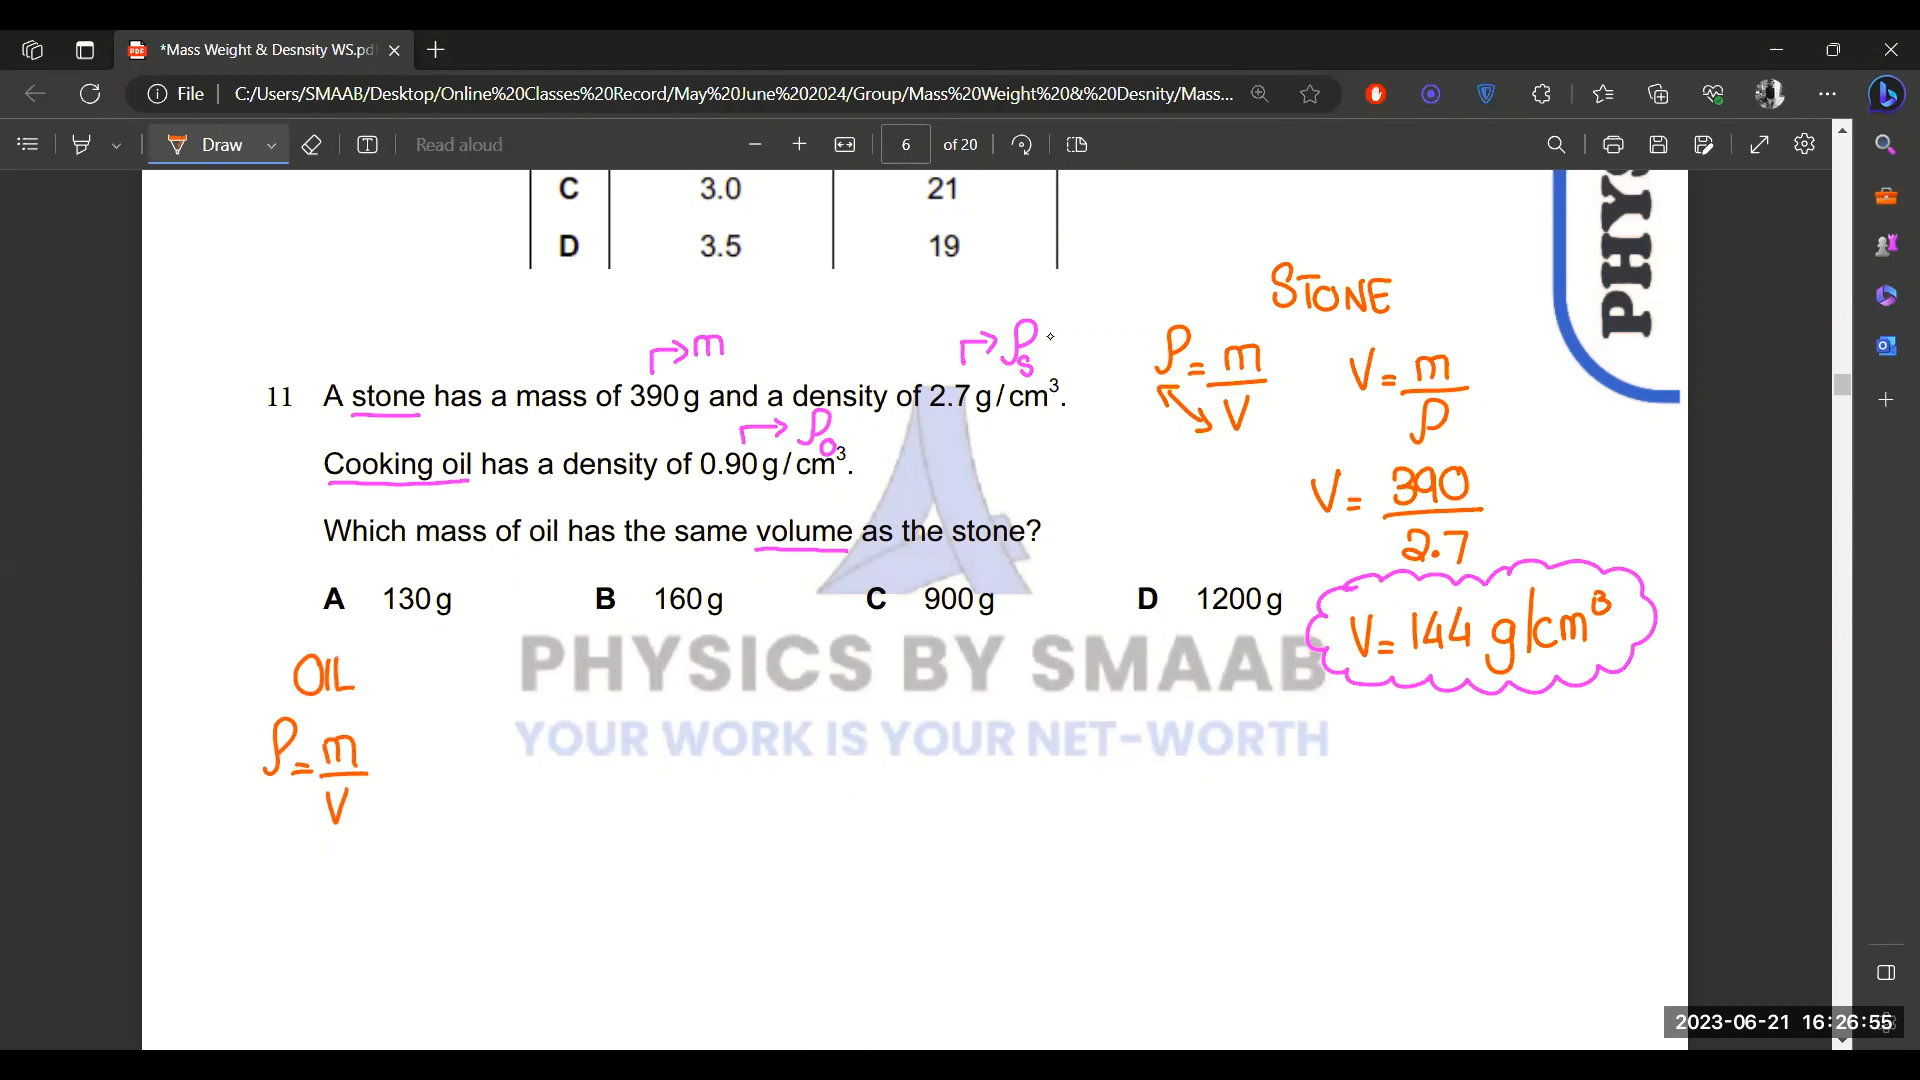 *Mass Weight & Desnsity WS.pd
File
C:/Users/SMAAB/Desktop/Online%20Classes%20Record/May%20June%202024/Group/Mass%20Weight%20&%20Desnity/Mass...
Draw
Read aloud
6 of 20
C 3.0 21
D 3.5 19
PHYS
STONE
→m
→ρs
ρ = m/V
V = m/ρ
11 A stone has a mass of 390 g and a density of 2.7 g/cm³.
→ρo
Cooking oil has a density of 0.90 g/cm³.
V = 390/2.7
Which mass of oil has the same volume as the stone?
A 130 g B 160 g C 900 g D 1200 g
V = 144 g/cm³
OIL
PHYSICS BY SMAAB
YOUR WORK IS YOUR NET-WORTH
ρ = m/V
2023-06-21 16:26:55